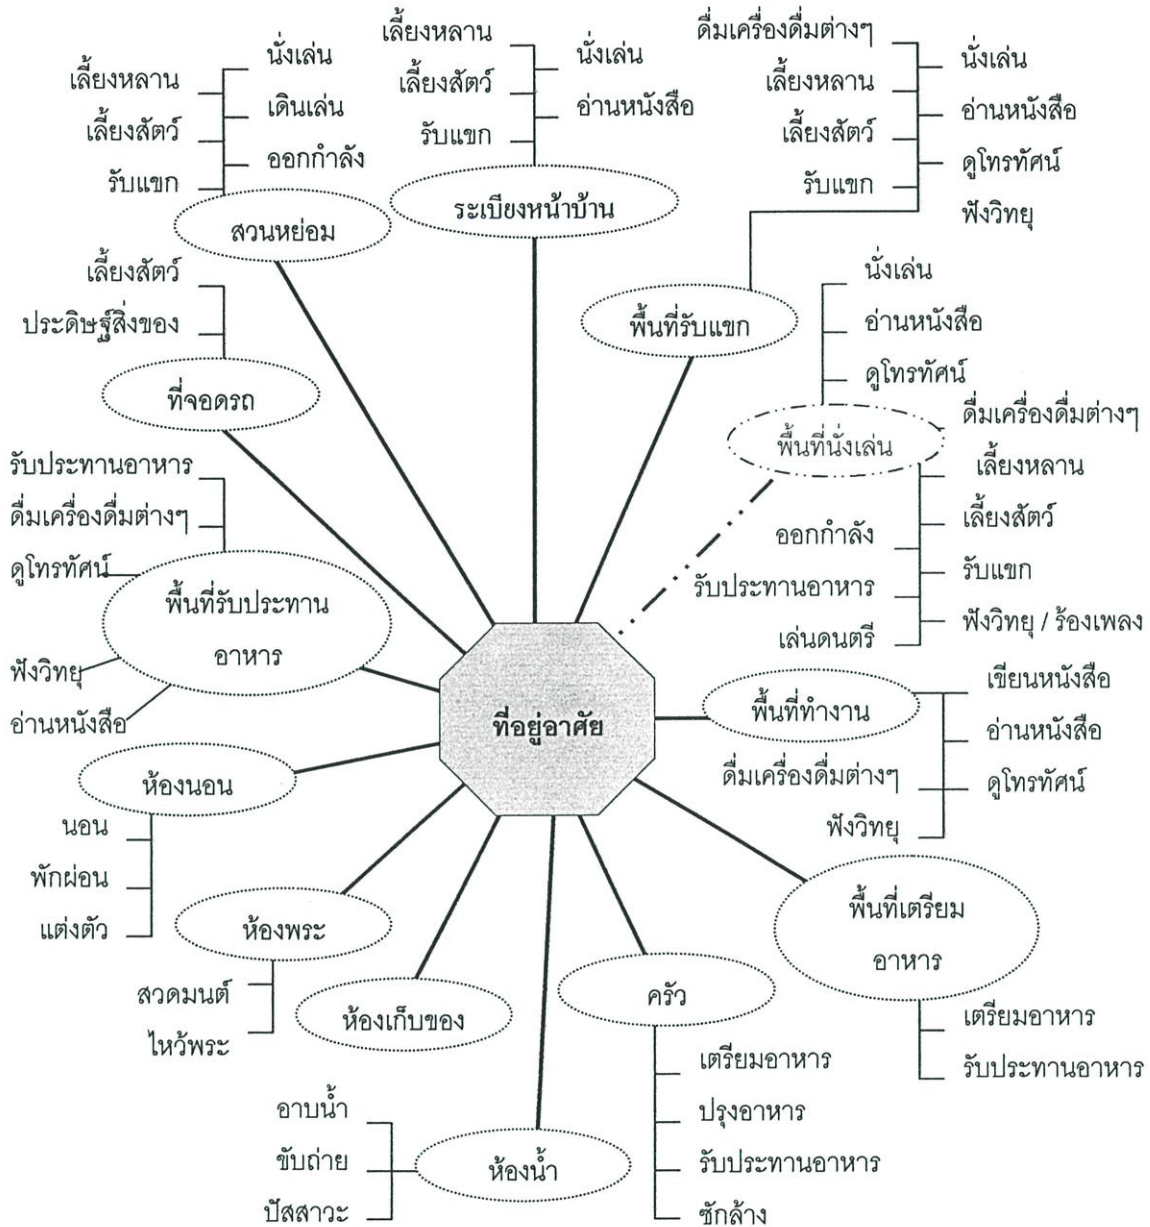 เลี้ยงหลาน
เลี้ยงสัตว์
รับแขก
นั่งเล่น
เดินเล่น
ออกกำลัง
สวนหย่อม
เลี้ยงหลาน
เลี้ยงสัตว์
รับแขก
นั่งเล่น
อ่านหนังสือ
ระเบียงหน้าบ้าน
ดื่มเครื่องดื่มต่างๆ
เลี้ยงหลาน
เลี้ยงสัตว์
รับแขก
นั่งเล่น
อ่านหนังสือ
ดูโทรทัศน์
ฟังวิทยุ
พื้นที่รับแขก
เลี้ยงสัตว์
ประดิษฐ์สิ่งของ
ที่จอดรถ
นั่งเล่น
อ่านหนังสือ
ดูโทรทัศน์
พื้นที่นั่งเล่น
ดื่มเครื่องดื่มต่างๆ
เลี้ยงหลาน
เลี้ยงสัตว์
รับแขก
ฟังวิทยุ / ร้องเพลง
ออกกำลัง
รับประทานอาหาร
เล่นดนตรี
รับประทานอาหาร
ดื่มเครื่องดื่มต่างๆ
ดูโทรทัศน์
พื้นที่รับประทาน
อาหาร
ฟังวิทยุ
อ่านหนังสือ
ที่อยู่อาศัย
พื้นที่ทำงาน
เขียนหนังสือ
อ่านหนังสือ
ดูโทรทัศน์
ดื่มเครื่องดื่มต่างๆ
ฟังวิทยุ
ห้องนอน
นอน
พักผ่อน
แต่งตัว
ห้องพระ
สวดมนต์
ไหว้พระ
ห้องเก็บของ
ห้องน้ำ
อาบน้ำ
ขับถ่าย
ปัสสาวะ
ครัว
เตรียมอาหาร
ปรุงอาหาร
รับประทานอาหาร
ซักล้าง
พื้นที่เตรียม
อาหาร
เตรียมอาหาร
รับประทานอาหาร